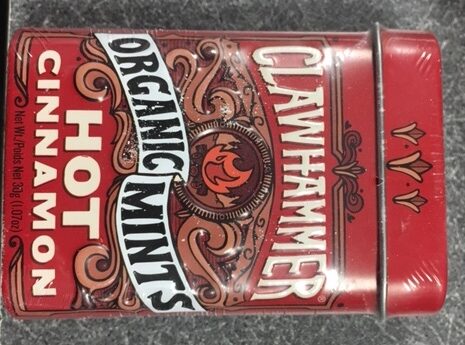 CLAWHAMMER®
ORGANIC MINTS
HOT
CINNAMON
Net Wt./Poids Net 30g (1.07oz)